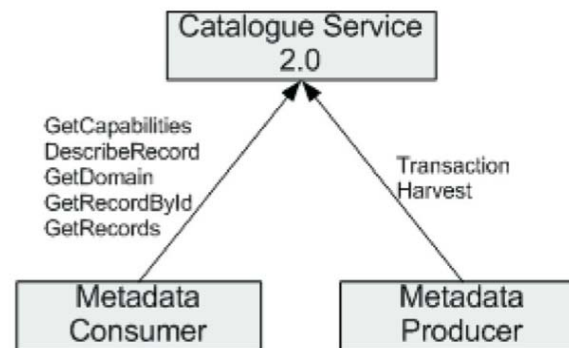 Catalogue Service
2.0
GetCapabilities
DescribeRecord
GetDomain
GetRecordById
GetRecords
Transaction
Harvest
Metadata
Consumer
Metadata
Producer